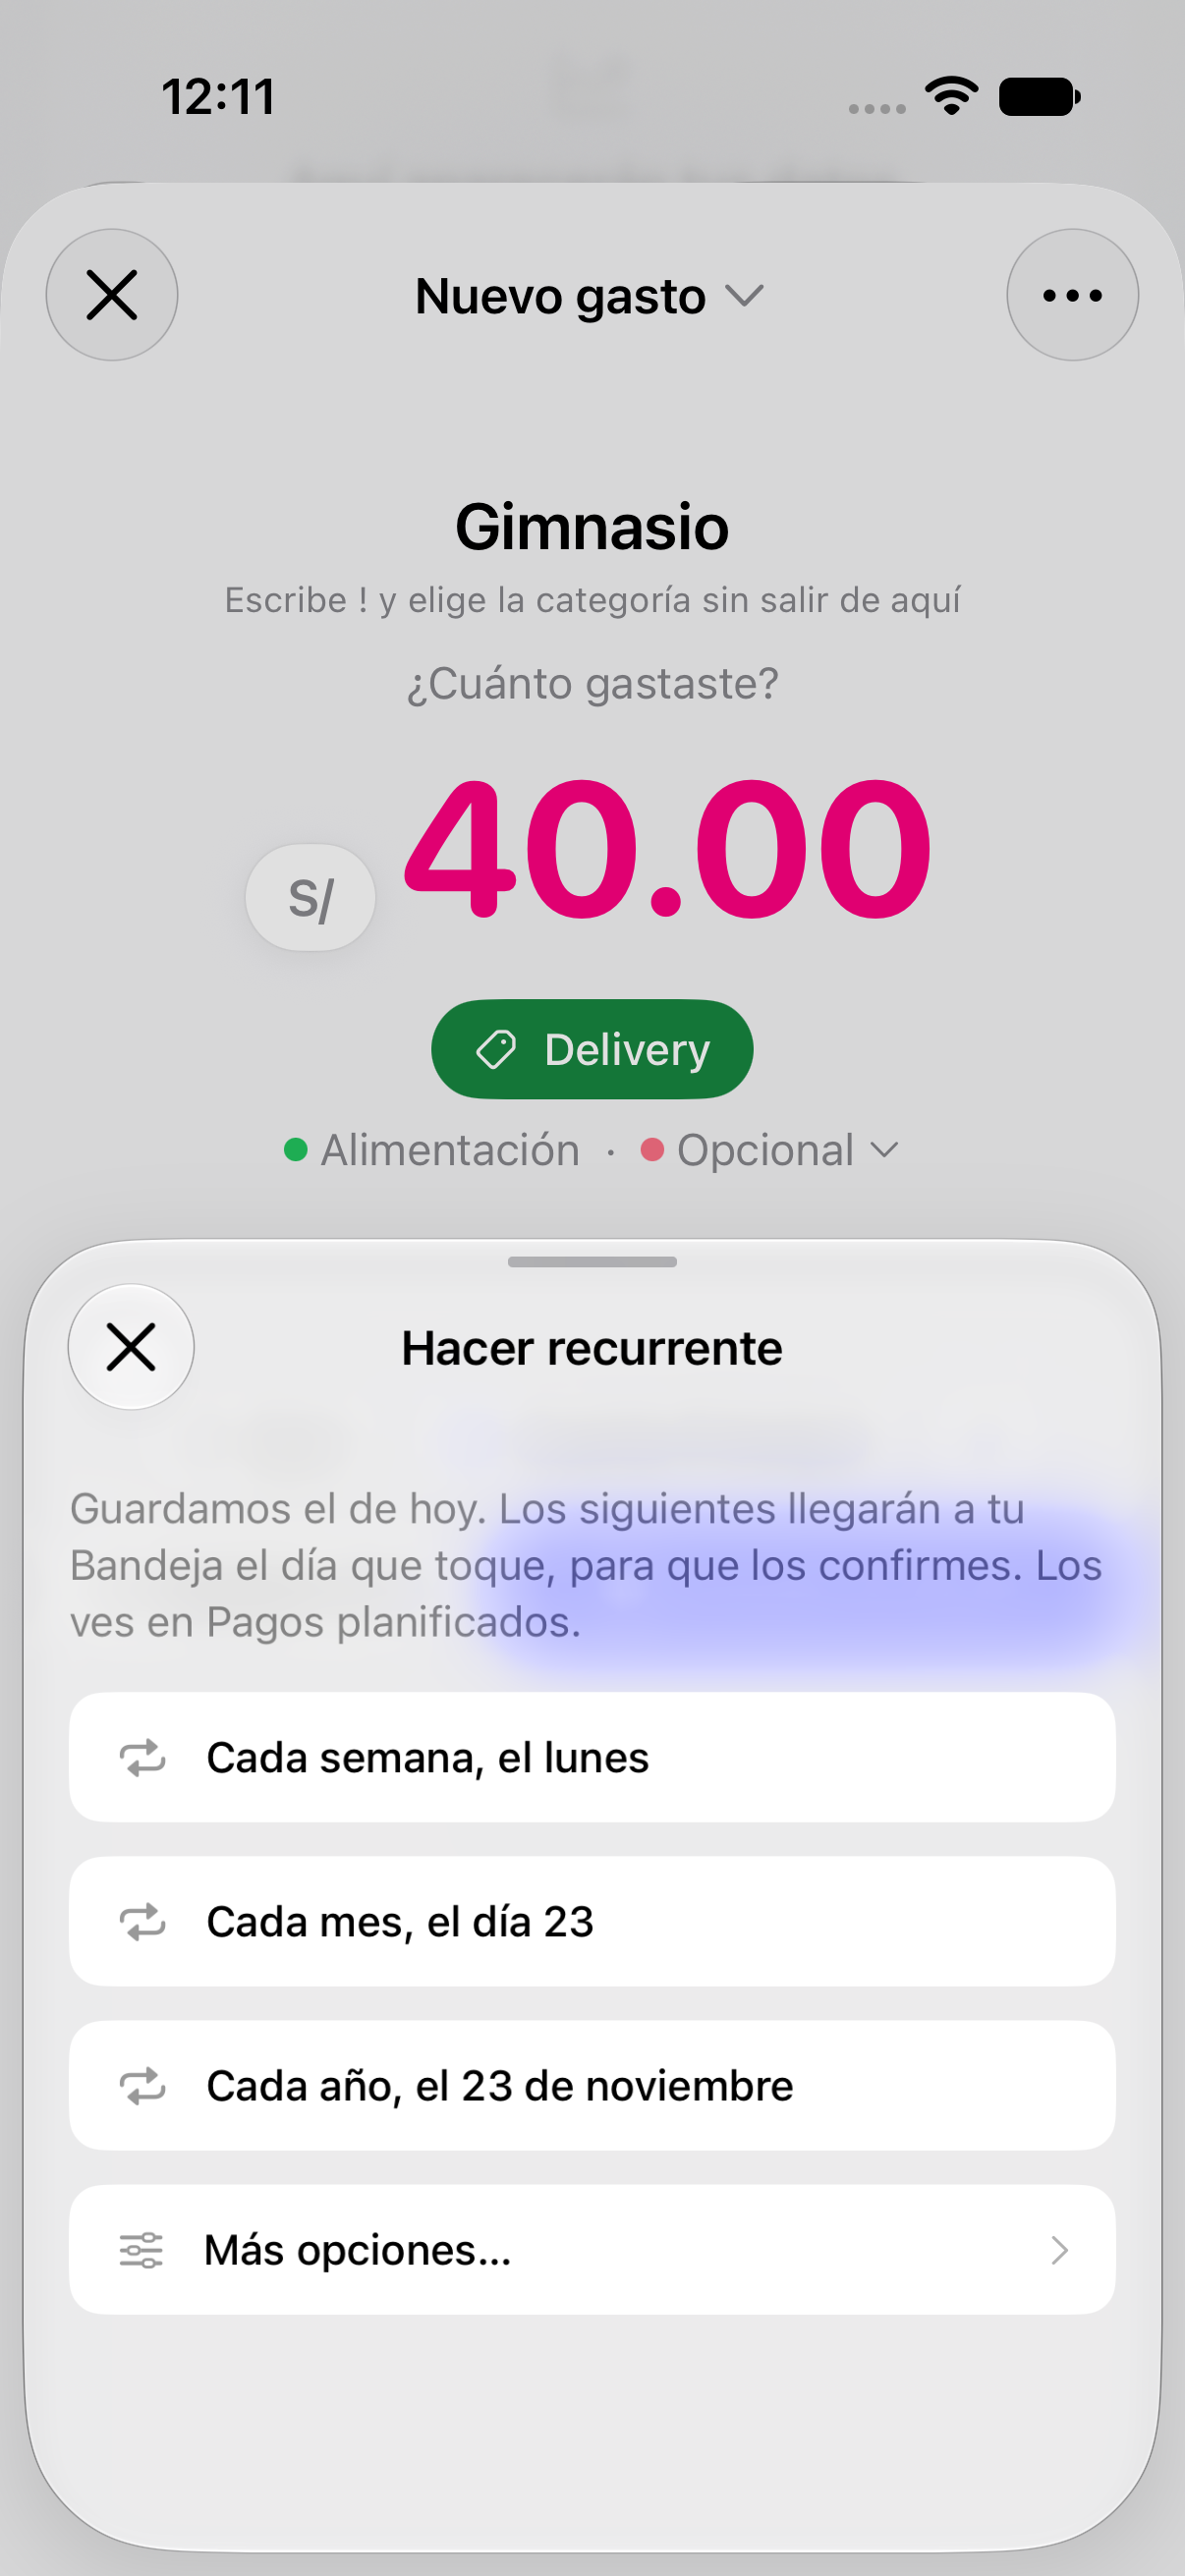 12:11
Nuevo gasto
Gimnasio
Escribe ! y elige la categoría sin salir de aquí
¿Cuánto gastaste?
S/ 40.00
Delivery
Alimentación · Opcional
Hacer recurrente
Guardamos el de hoy. Los siguientes llegarán a tu
Bandeja el día que toque, para que los confirmes. Los
ves en Pagos planificados.
Cada semana, el lunes
Cada mes, el día 23
Cada año, el 23 de noviembre
Más opciones...